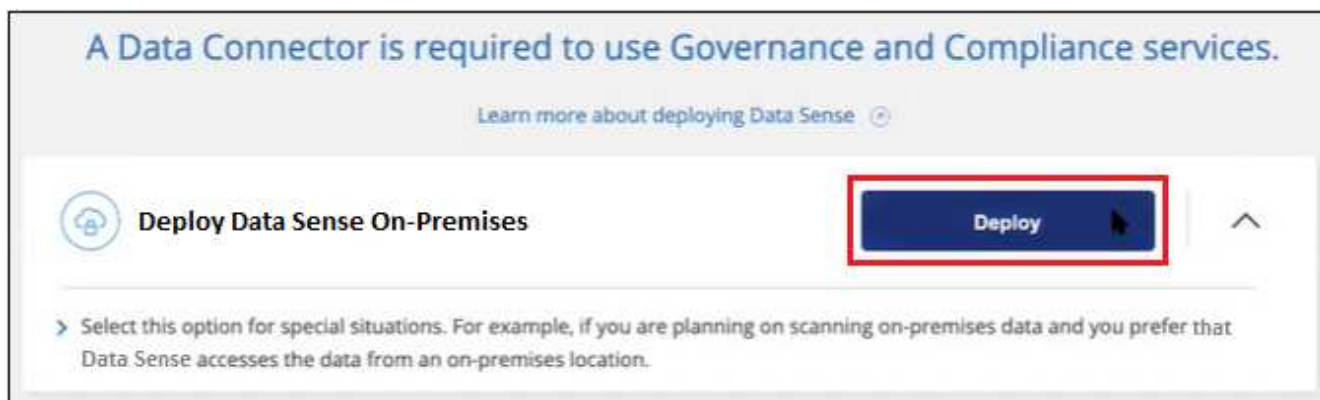 A Data Connector is required to use Governance and Compliance services.
Learn more about deploying Data Sense
Deploy Data Sense On-Premises
Deploy
Select this option for special situations. For example, if you are planning on scanning on-premises data and you prefer that
Data Sense accesses the data from an on-premises location.